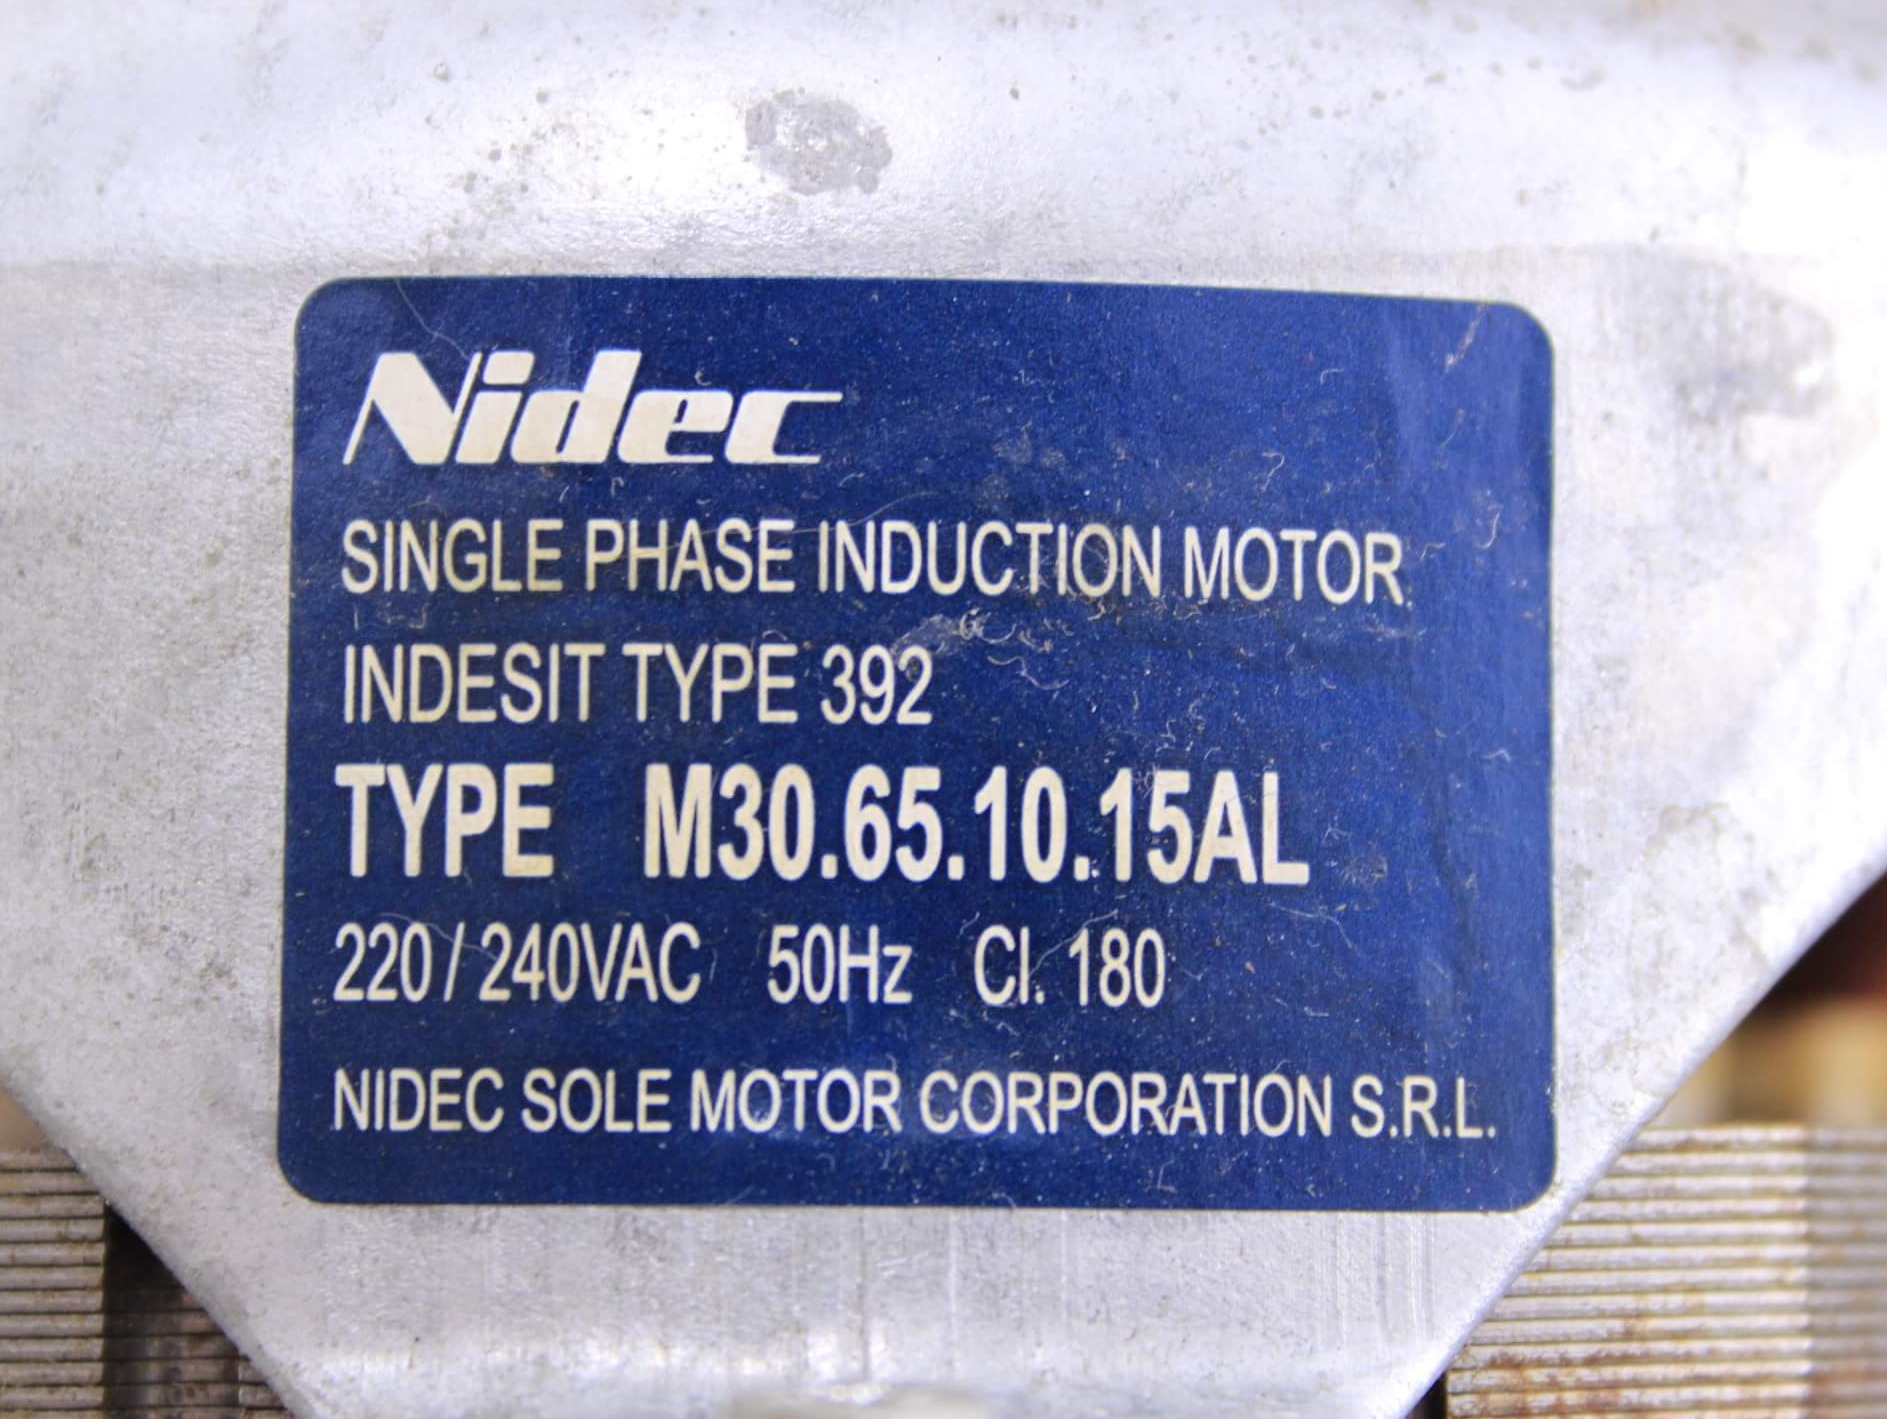 Nidec
SINGLE PHASE INDUCTION MOTOR
INDESIT TYPE 392
TYPE M30.65.10.15AL
220 / 240VAC 50Hz Cl. 180
NIDEC SOLE MOTOR CORPORATION S.R.L.